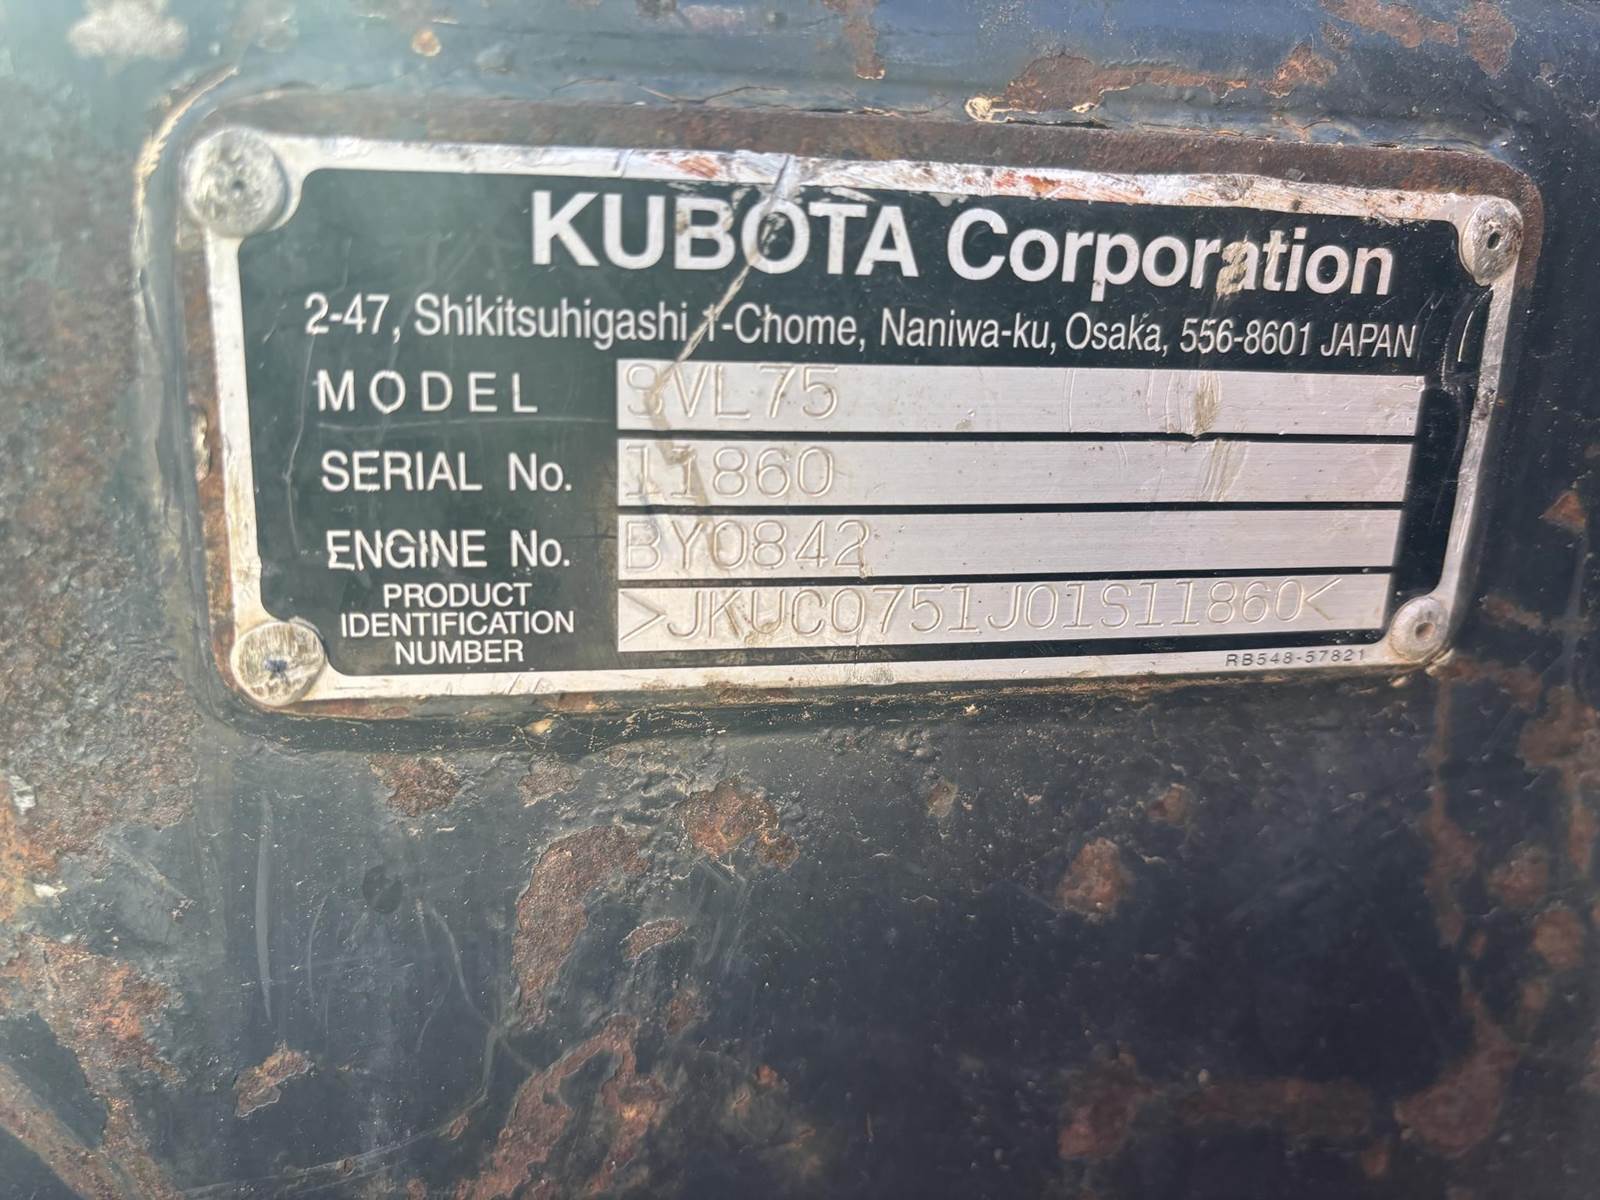 KUBOTA Corporation
2-47, Shikitsuhigashi 1-Chome, Naniwa-ku, Osaka, 556-8601 JAPAN
MODEL SVL75
SERIAL No. 11860
ENGINE No. BY0842
PRODUCT
IDENTIFICATION
NUMBER >JKUC0751J01S11860<
RB548-57821